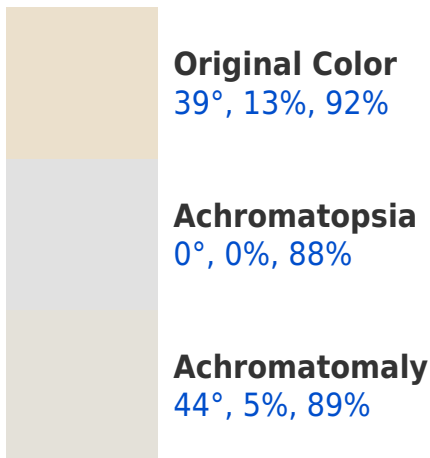 Original Color
39°, 13%, 92%
Achromatopsia
0°, 0%, 88%
Achromatomaly
44°, 5%, 89%